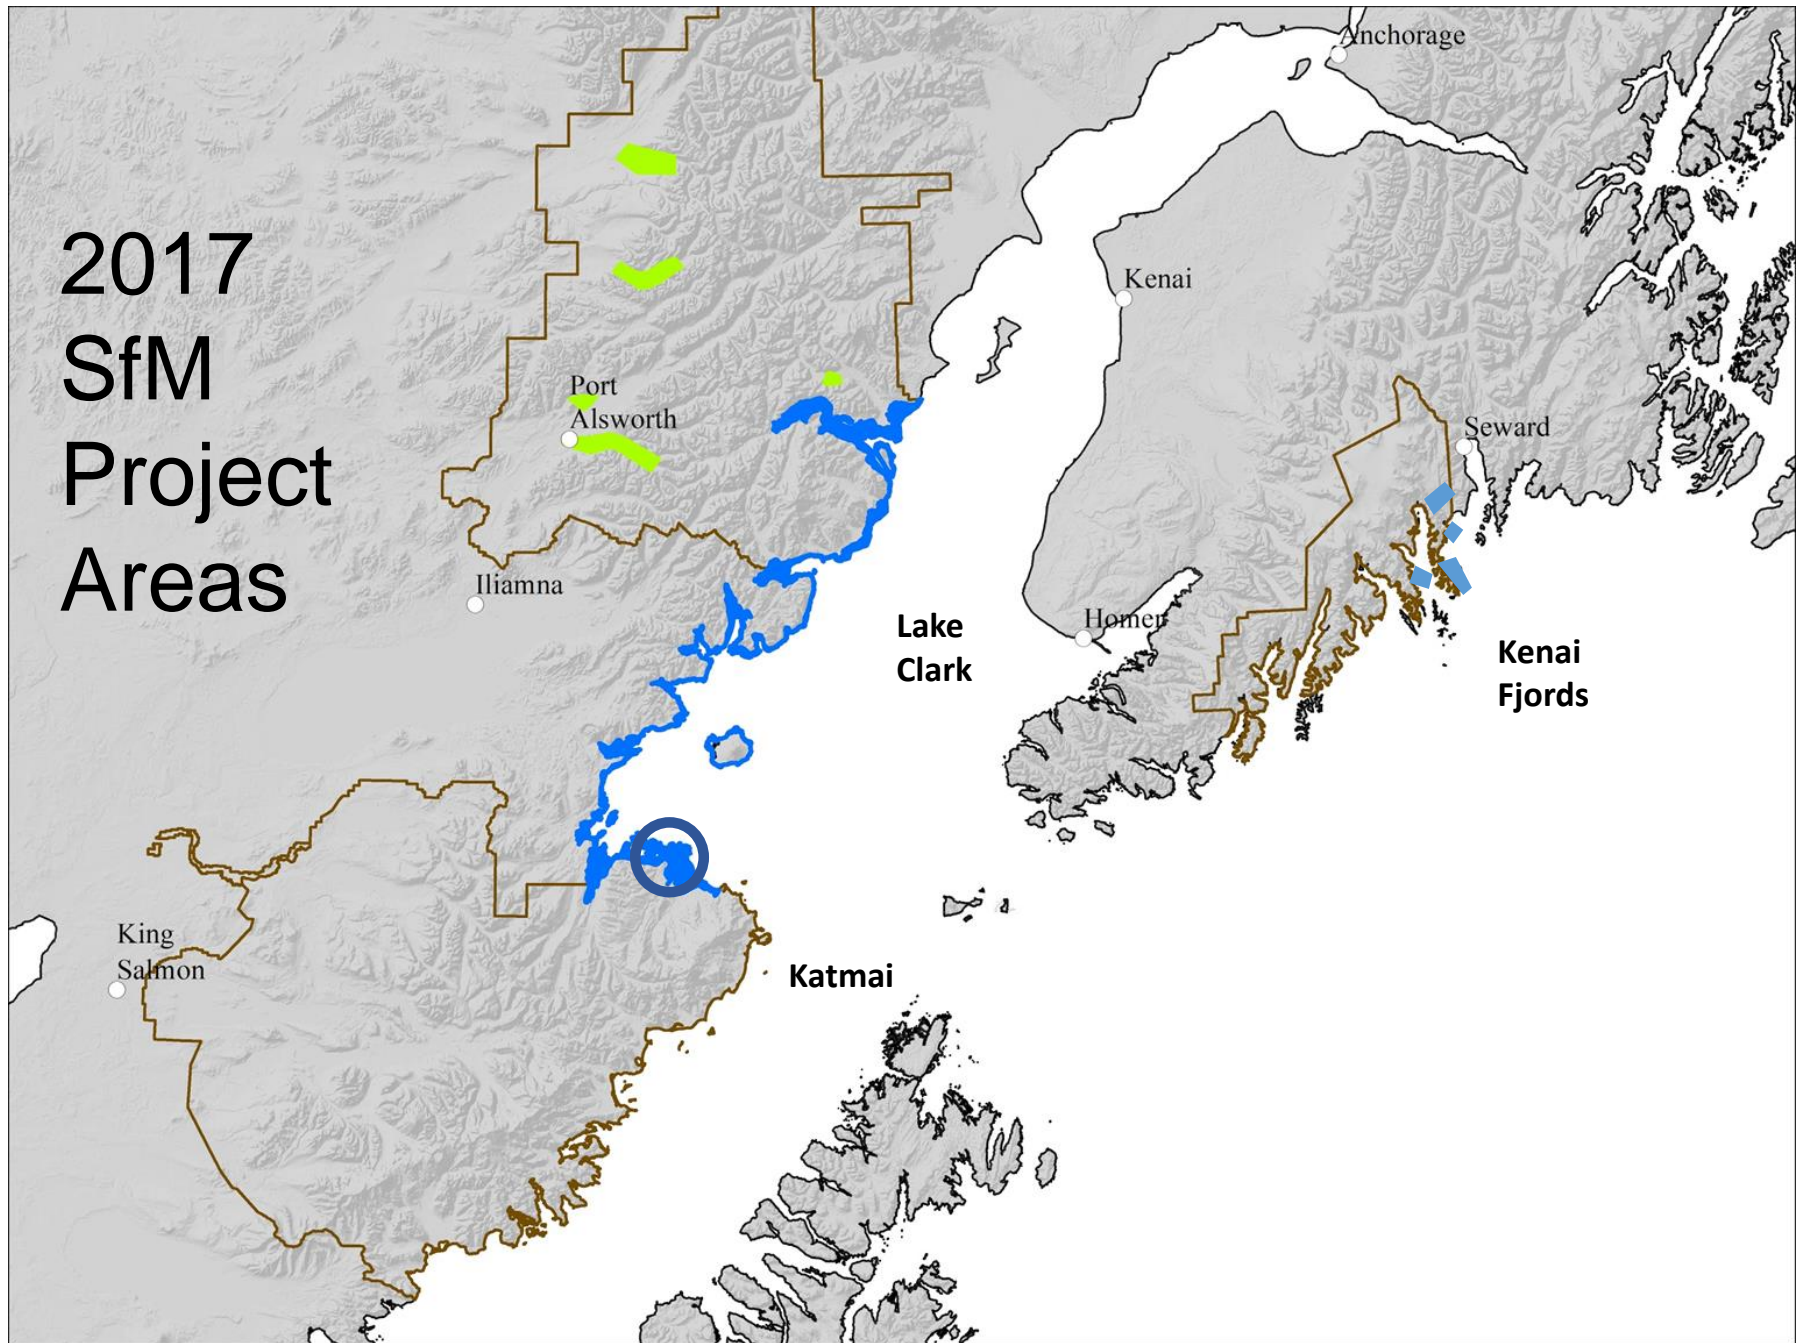 2017
SfM
Project
Areas
Anchorage
Kenai
Port
Alsworth
Seward
Iliamna
Homer
Lake
Clark
Kenai
Fjords
King
Salmon
Katmai